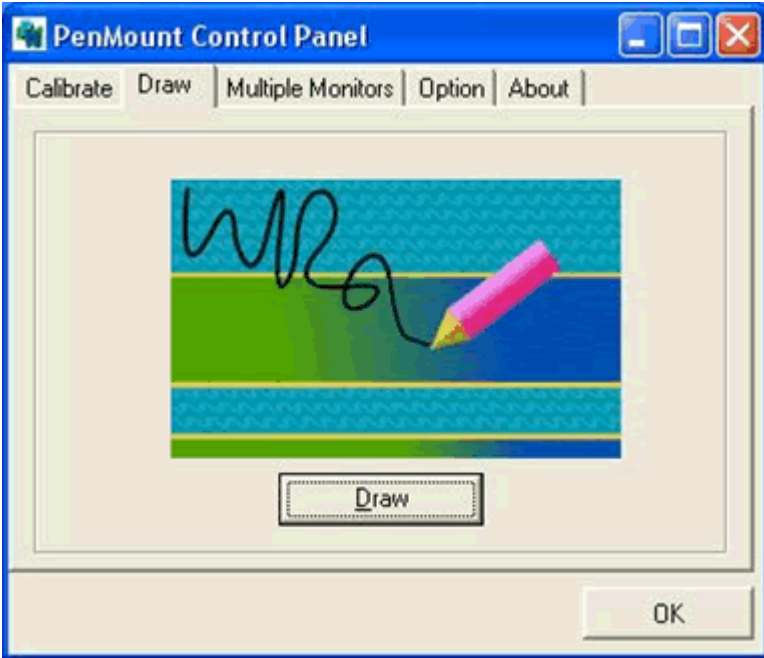 PenMount Control Panel
Calibrate Draw Multiple Monitors Option About
Draw
OK